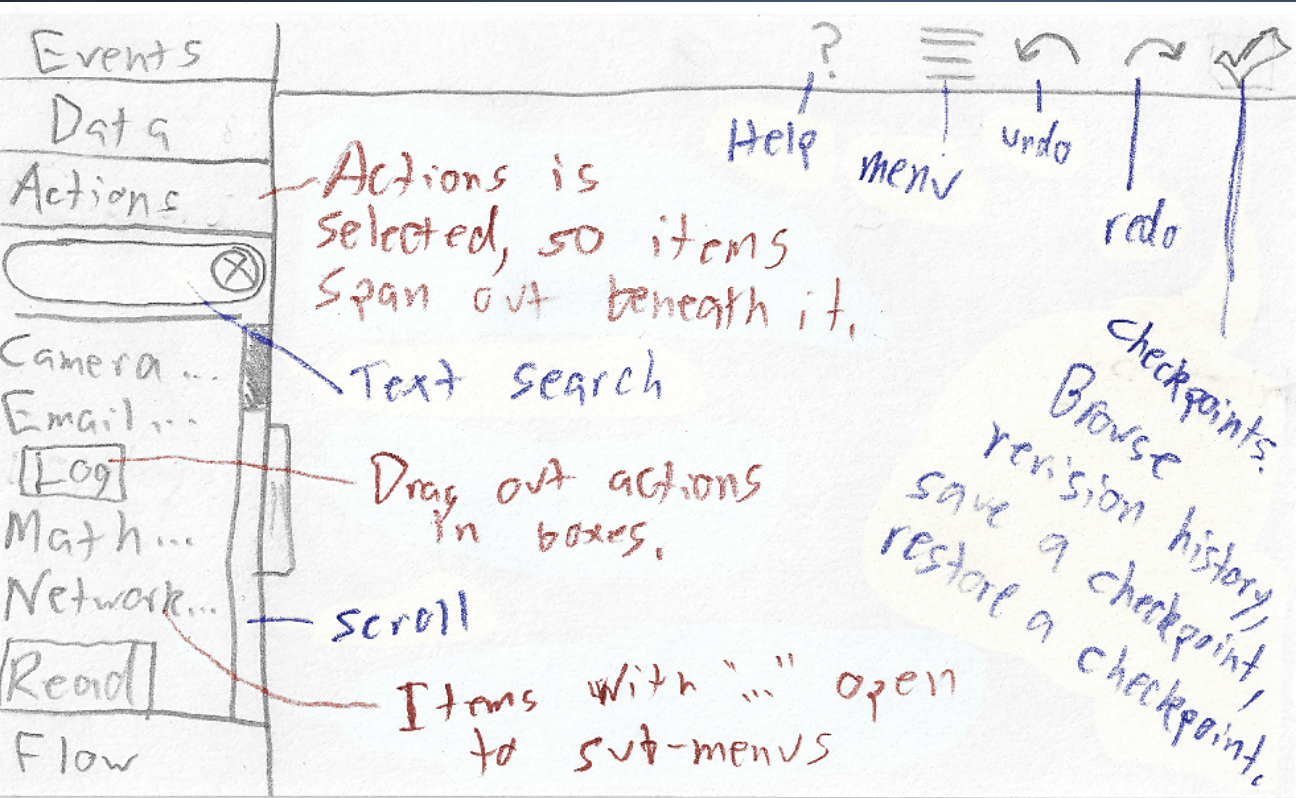 Events
Data
Actions
Camera...
Email...
Log
Math...
Network...
Read
Flow
?
Help
menu
undo
redo
checkpoints.
Browse
revision history,
save a checkpoint,
restore a checkpoint.
Actions is
selected, so items
span out beneath it.
Text search
Drag out actions
in boxes.
scroll
Items with "..." open
to sub-menus